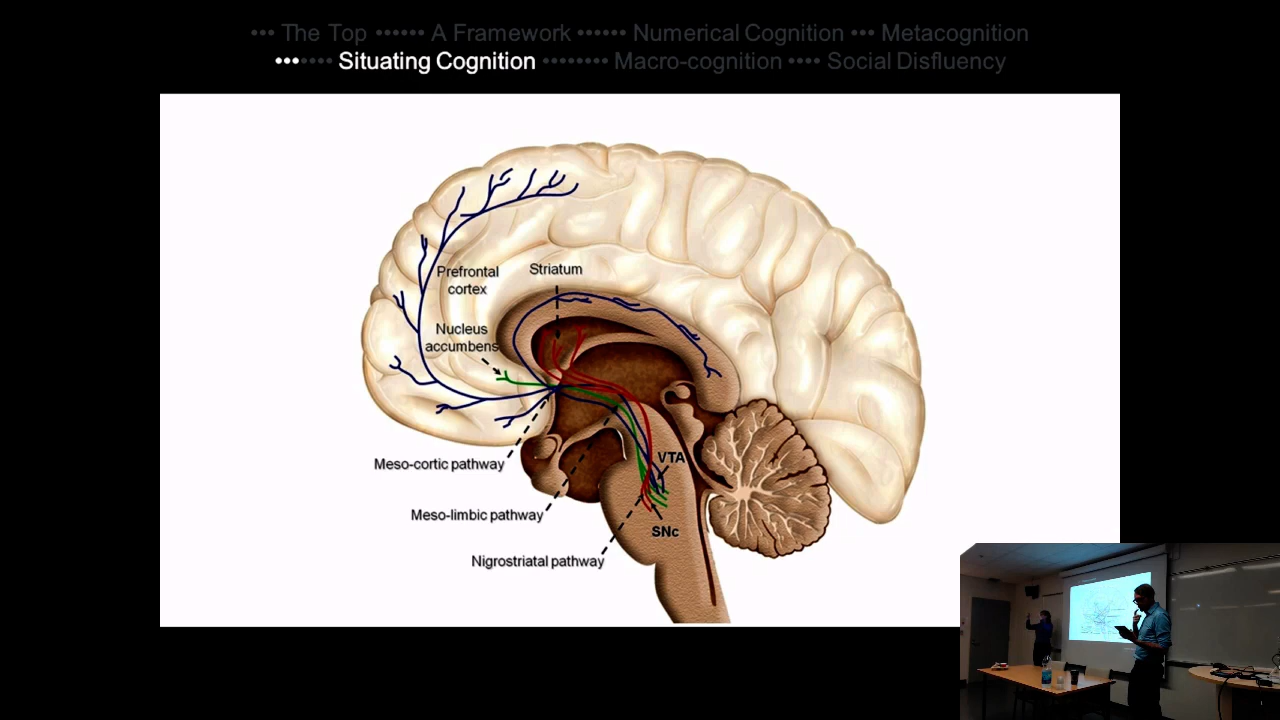 ••• The Top •••••• A Framework •••••• Numerical Cognition ••• Metacognition
••••••• Situating Cognition •••••••• Macro-cognition •••• Social Disfluency
Prefrontal
cortex
Striatum
Nucleus
accumbens
Meso-cortic pathway
VTA
Meso-limbic pathway
SNc
Nigrostriatal pathway